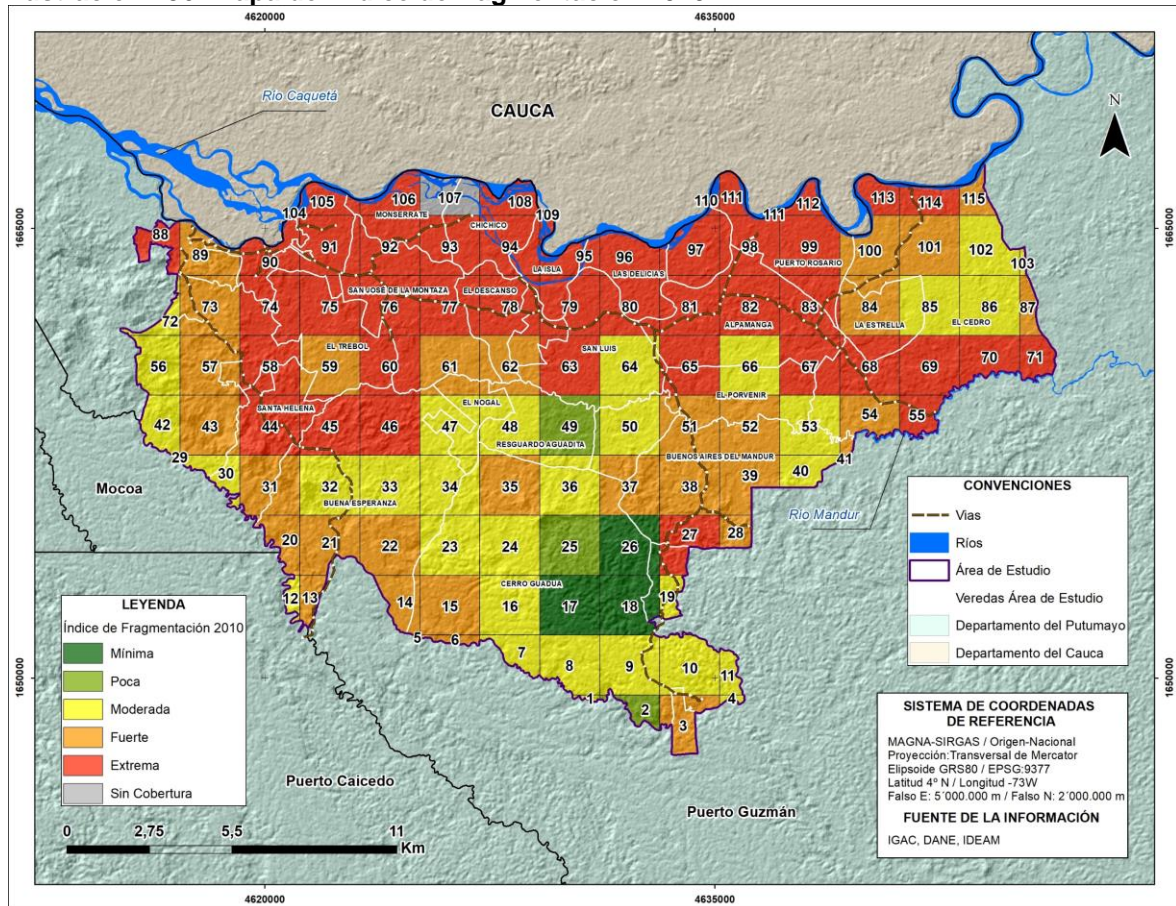 4620000
4635000
Río Caquetá
CAUCA
N
1665000
1665000
104 105 106 107 108 109 110 111 111 112 113 114 115
MONSERRATE
CHICHICO
88 89 90 91 92 93 94 95 96 97 98 99 100 101 102 103
LA ISLA
LAS DELICIAS
PUERTO ROSARIO
SAN JOSE DE LA MONTAZA
EL DESCANSO
72 73 74 75 76 77 78 79 80 81 82 83 84 85 86 87
ALPAMANGA
LA ESTRELLA
EL CEDRO
EL TREBOL
SAN LUIS
56 57 58 59 60 61 62 63 64 65 66 67 68 69 70 71
EL PORVENIR
SANTA HELENA
EL NOGAL
42 43 44 45 46 47 48 49 50 51 52 53 54 55
RESGUARDO AGUADITA
BUENOS AIRES DEL MANDUR
29 30 31 32 33 34 35 36 37 38 39 40 41
BUENA ESPERANZA
Mocoa
Río Mandur
20 21 22 23 24 25 26 27 28
CERRO GUADUA
12 13 14 15 16 17 18 19
5 6 7 8 9 10 11
1 2 3 4
1650000
1650000
Puerto Caicedo
Puerto Guzmán
LEYENDA
Índice de Fragmentación 2010
Mínima
Poca
Moderada
Fuerte
Extrema
Sin Cobertura
0 2,75 5,5 11
Km
CONVENCIONES
Vias
Ríos
Área de Estudio
Veredas Área de Estudio
Departamento del Putumayo
Departamento del Cauca
SISTEMA DE COORDENADAS
DE REFERENCIA
MAGNA-SIRGAS / Origen-Nacional
Proyección:Transversal de Mercator
Elipsoide GRS80 / EPSG:9377
Latitud 4º N / Longitud -73W
Falso E: 5´000.000 m / Falso N: 2´000.000 m
FUENTE DE LA INFORMACIÓN
IGAC, DANE, IDEAM
4620000
4635000